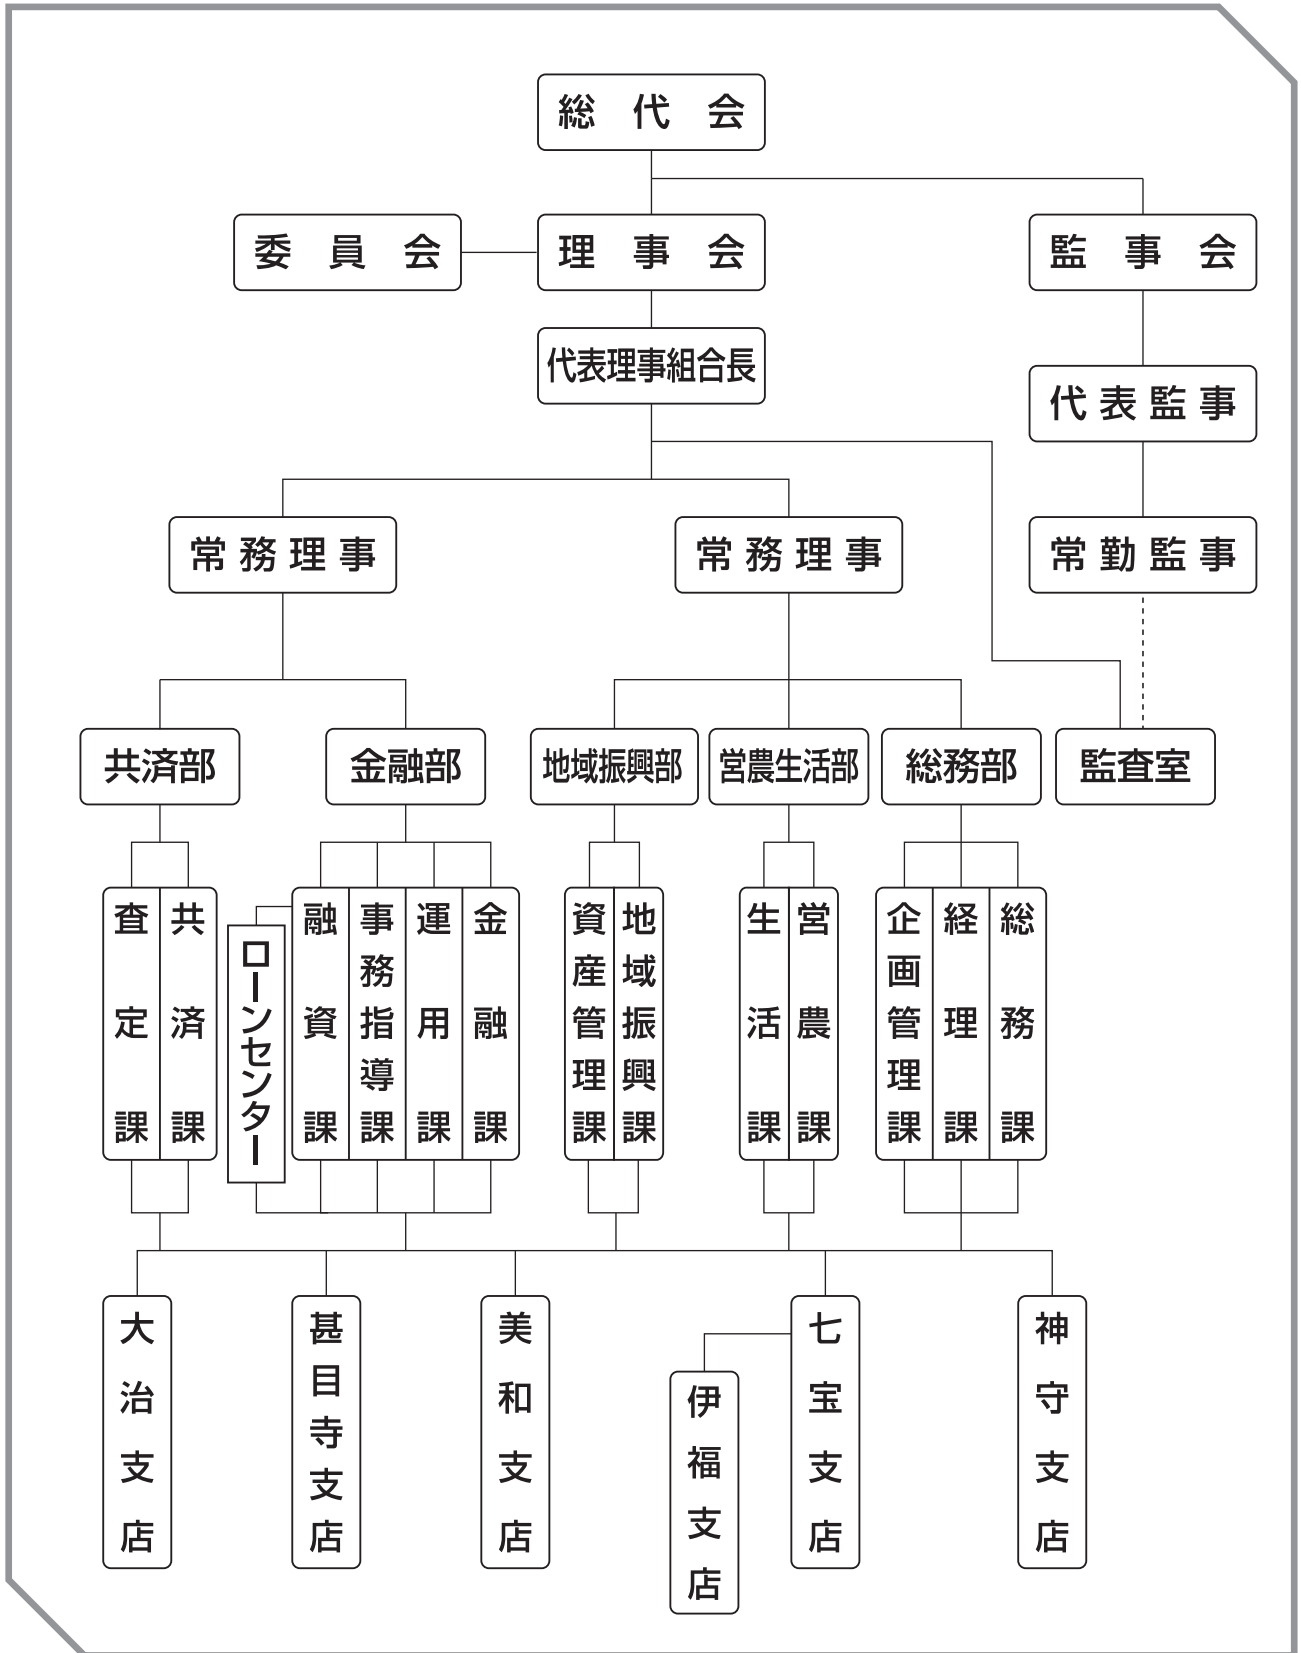 総代会
委員会
理事会
監事会
代表理事組合長
代表監事
常務理事
常務理事
常勤監事
共済部
金融部
地域振興部
営農生活部
総務部
監査室
査定課
共済課
ローンセンター
融資課
事務指導課
運用課
金融課
資産管理課
地域振興課
生活課
営農課
企画管理課
経理課
総務課
大治支店
甚目寺支店
美和支店
伊福支店
七宝支店
神守支店